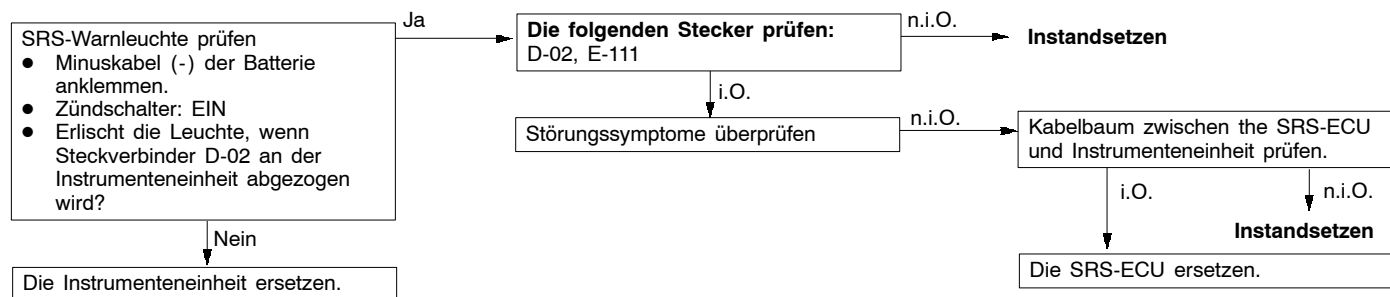 SRS-Warnleuchte prüfen
● Minuskabel (-) der Batterie
anklemmen.
● Zündschalter: EIN
● Erlischt die Leuchte, wenn
Steckverbinder D-02 an der
Instrumenteneinheit abgezogen
wird?
Ja
Die folgenden Stecker prüfen:
D-02, E-111
n.i.O.
Instandsetzen
i.O.
Störungssymptome überprüfen
n.i.O.
Kabelbaum zwischen the SRS-ECU
und Instrumenteneinheit prüfen.
i.O.
n.i.O.
Instandsetzen
Die SRS-ECU ersetzen.
Nein
Die Instrumenteneinheit ersetzen.